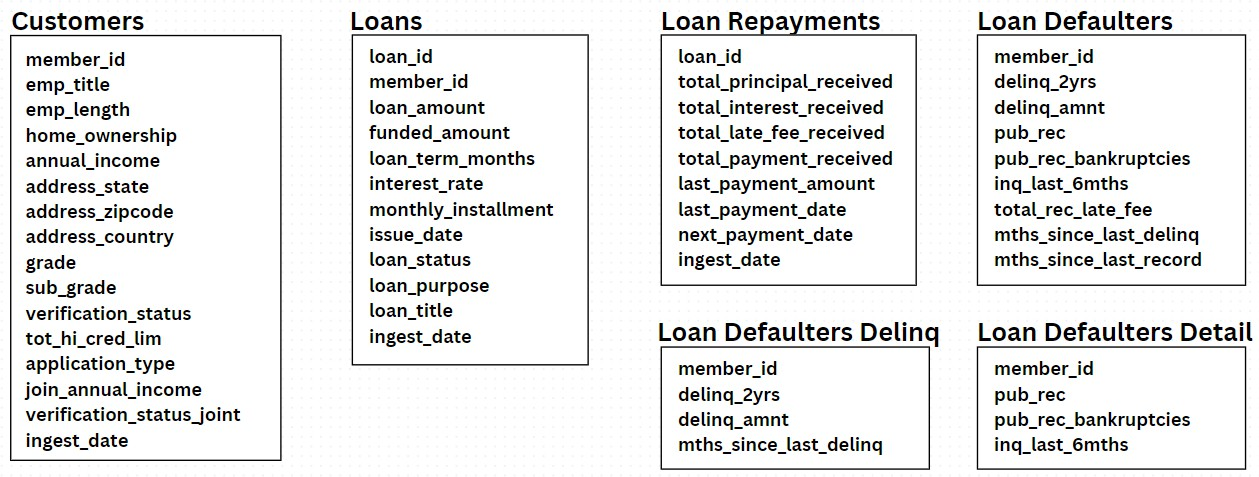 Customers
member_id
emp_title
emp_length
home_ownership
annual_income
address_state
address_zipcode
address_country
grade
sub_grade
verification_status
tot_hi_cred_lim
application_type
join_annual_income
verification_status_joint
ingest_date
Loans
loan_id
member_id
loan_amount
funded_amount
loan_term_months
interest_rate
monthly_installment
issue_date
loan_status
loan_purpose
loan_title
ingest_date
Loan Repayments
loan_id
total_principal_received
total_interest_received
total_late_fee_received
total_payment_received
last_payment_amount
last_payment_date
next_payment_date
ingest_date
Loan Defaulters
member_id
delinq_2yrs
delinq_amnt
pub_rec
pub_rec_bankruptcies
inq_last_6mths
total_rec_late_fee
mths_since_last_delinq
mths_since_last_record
Loan Defaulters Delinq
member_id
delinq_2yrs
delinq_amnt
mths_since_last_delinq
Loan Defaulters Detail
member_id
pub_rec
pub_rec_bankruptcies
inq_last_6mths